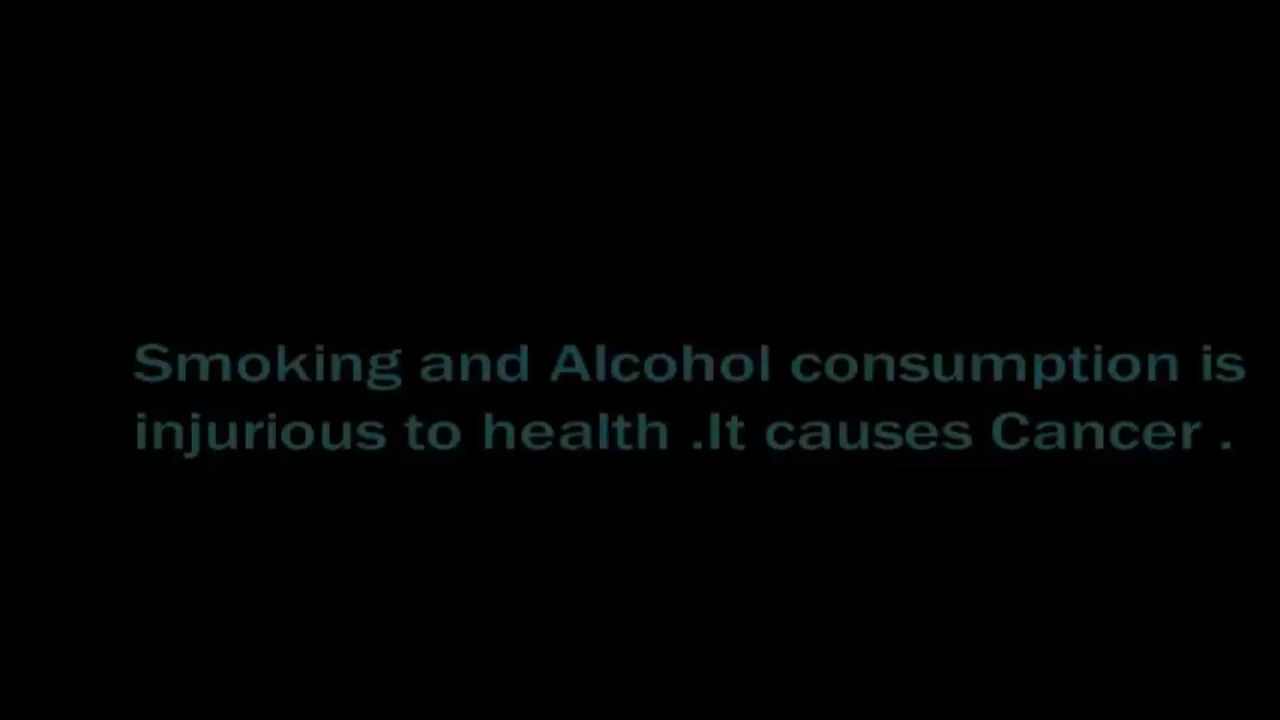 Smoking and Alcohol consumption is
injurious to health .It causes Cancer .